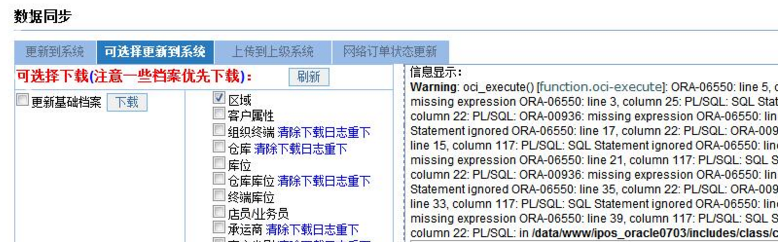 数据同步
更新到系统 可选择更新到系统 上传到上级系统 网络订单状态更新
可选择下载(注意一些档案优先下载)： 刷新
更新基础档案 下载
区域
客户属性
组织终端 清除下载日志重下
仓库 清除下载日志重下
库位
仓库库位 清除下载日志重下
终端库位
店员/业务员
承运商 清除下载日志重下
信息显示：
Warning: oci_execute() [function.oci-execute]: ORA-06550: line 5, c
missing expression ORA-06550: line 3, column 25: PL/SQL: SQL Stat
column 22: PL/SQL: ORA-00936: missing expression ORA-06550: li
Statement ignored ORA-06550: line 17, column 22: PL/SQL: ORA-009
line 15, column 117: PL/SQL: SQL Statement ignored ORA-06550: lin
missing expression ORA-06550: line 21, column 117: PL/SQL: SQL S
column 22: PL/SQL: ORA-00936: missing expression ORA-06550: li
Statement ignored ORA-06550: line 35, column 22: PL/SQL: ORA-009
line 33, column 117: PL/SQL: SQL Statement ignored ORA-06550: lin
missing expression ORA-06550: line 39, column 117: PL/SQL: SQL S
column 22: PL/SQL: in /data/www/ipos_oracle0703/includes/class/c